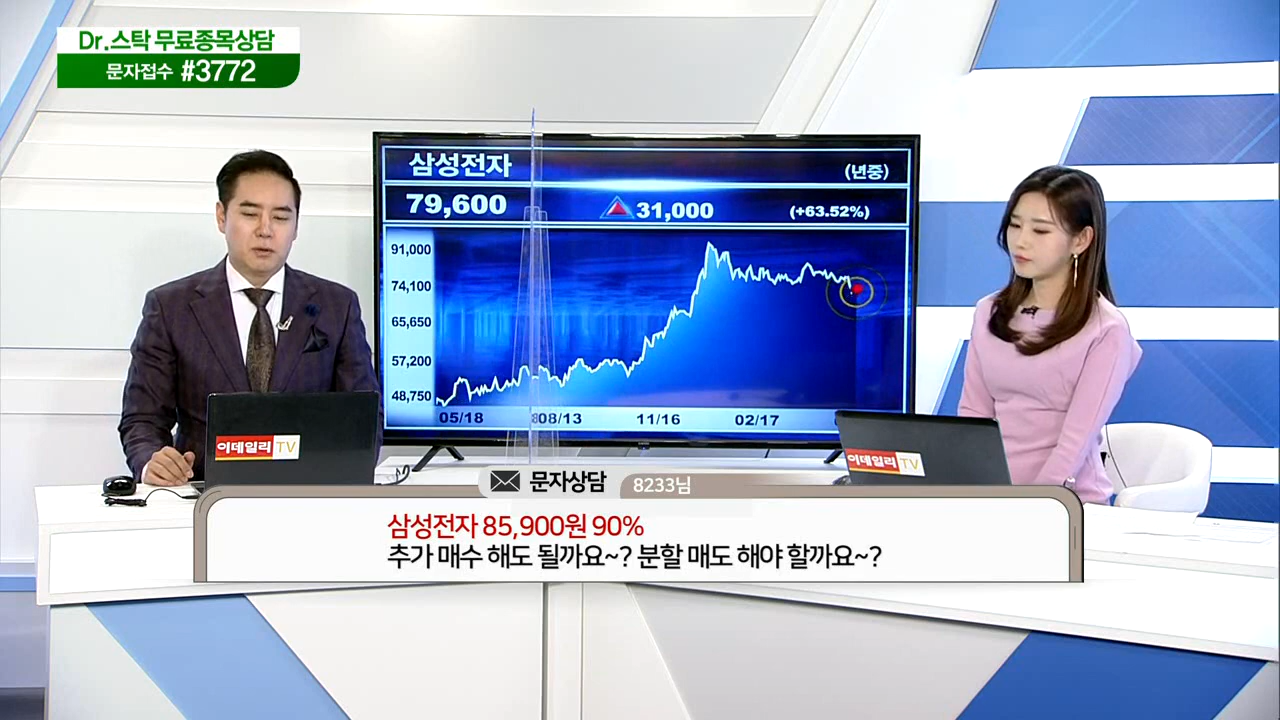 Dr.스탁 무료종목상담
문자접수 #3772
삼성전자 (년중)
79,600 ▲ 31,000 (+63.52%)
91,000
74,100
65,650
57,200
48,750
05/18 08/13 11/16 02/17
이데일리 TV
이데일리 TV
문자상담 8233님
삼성전자 85,900원 90%
추가 매수 해도 될까요~? 분할 매도 해야 할까요~?